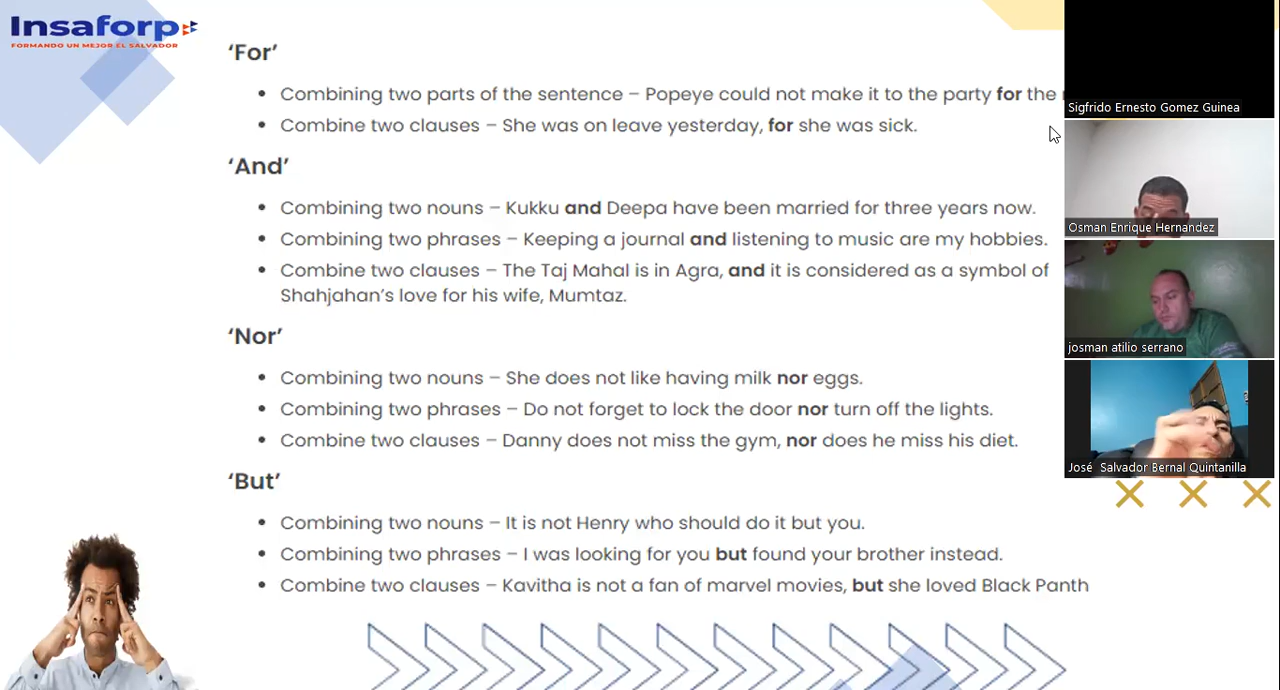 Insaforp
FORMANDO UN MEJOR EL SALVADOR
‘For’
• Combining two parts of the sentence – Popeye could not make it to the party for the
• Combine two clauses – She was on leave yesterday, for she was sick.
‘And’
• Combining two nouns – Kukku and Deepa have been married for three years now.
• Combining two phrases – Keeping a journal and listening to music are my hobbies.
• Combine two clauses – The Taj Mahal is in Agra, and it is considered as a symbol of
Shahjahan’s love for his wife, Mumtaz.
‘Nor’
• Combining two nouns – She does not like having milk nor eggs.
• Combining two phrases – Do not forget to lock the door nor turn off the lights.
• Combine two clauses – Danny does not miss the gym, nor does he miss his diet.
‘But’
• Combining two nouns – It is not Henry who should do it but you.
• Combining two phrases – I was looking for you but found your brother instead.
• Combine two clauses – Kavitha is not a fan of marvel movies, but she loved Black Panth
Sigfrido Ernesto Gomez Guinea
Osman Enrique Hernandez
josman atilio serrano
José Salvador Bernal Quintanilla